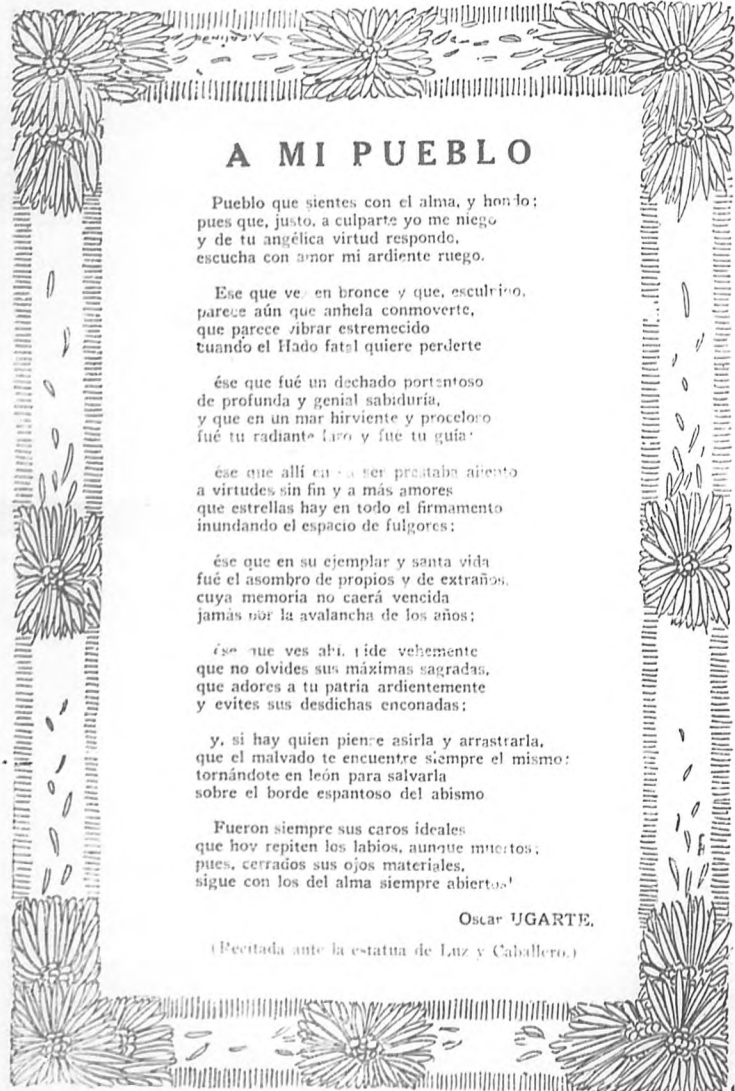 A MI PUEBLO
Pueblo que sientes con el alma, y hondo;
pues que, justo, a culparte yo me niego
y de tu angélica virtud respondo,
escucha con amor mi ardiente ruego.
Ese que ves en bronce y que, esculpido,
parece aún que anhela conmoverte,
que parece vibrar estremecido
cuando el Hado fatal quiere perderte
ése que fué un dechado portentoso
de profunda y genial sabiduría,
y que en un mar hirviente y proceloso
fué tu radiante faro y fué tu guía;
ése que allí en su ser prestaba aliento
a virtudes sin fin y a más amores
que estrellas hay en todo el firmamento
inundando el espacio de fulgores;
ése que en su ejemplar y santa vida
fué el asombro de propios y de extraños,
cuya memoria no caerá vencida
jamás por la avalancha de los años;
ése que ves ahí, pide vehemente
que no olvides sus máximas sagradas,
que adores a tu patria ardientemente
y evites sus desdichas enconadas;
y, si hay quien piense asirla y arrastrarla,
que el malvado te encuentre siempre el mismo:
tornándote en león para salvarla
sobre el borde espantoso del abismo
Fueron siempre sus caros ideales
que hoy repiten los labios, aunque muertos;
pues, cerrados sus ojos materiales,
sigue con los del alma siempre abiertos!
Oscar UGARTE.
(Recitada ante la estatua de Luz y Caballero.)